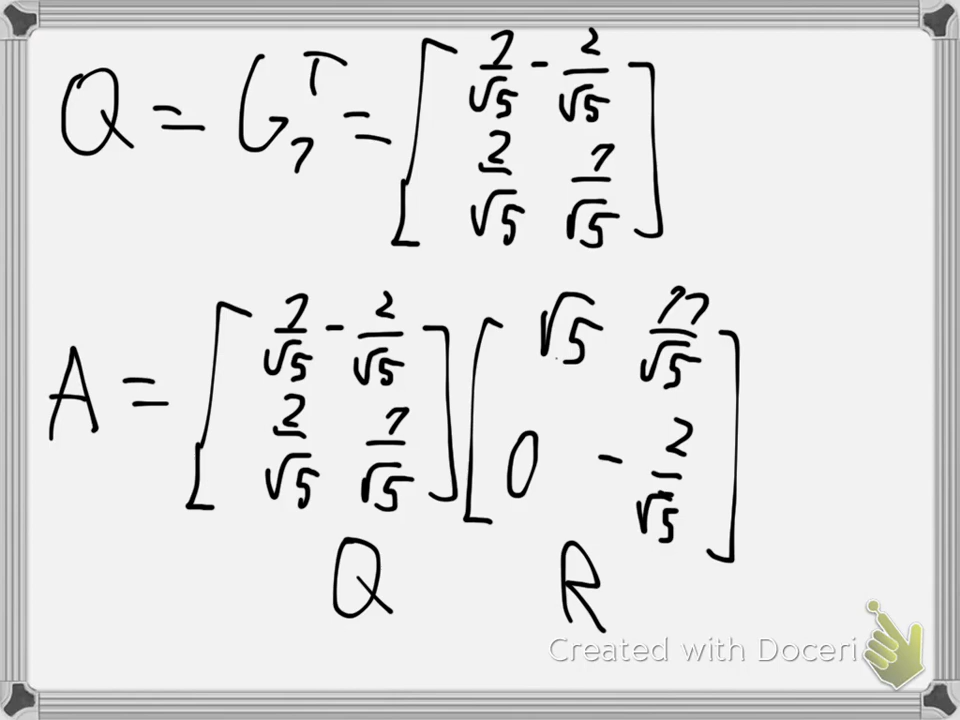 Q = G₁ᵀ = [ 1/√5 - 2/√5
2/√5 1/√5 ]
A = [ 1/√5 - 2/√5 ] [ √5 11/√5
2/√5 1/√5 0 - 2/√5 ]
Q R
Created with Doceri